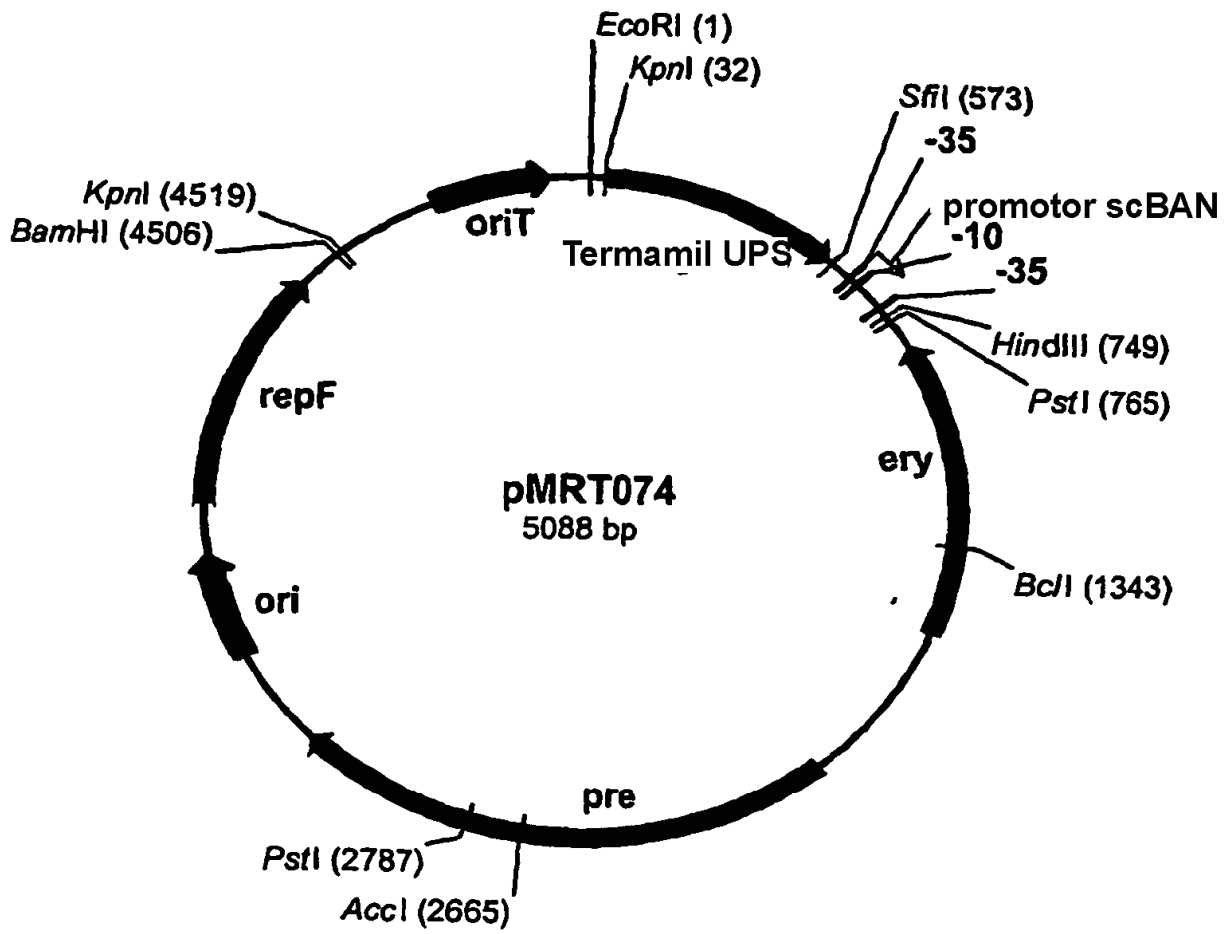 EcoRI (1)
KpnI (32)
SfiI (573)
-35
KpnI (4519)
BamHI (4506)
oriT
promotor scBAN
-10
Termamil UPS
-35
HindIII (749)
PstI (765)
repF
ery
pMRT074
5088 bp
BclI (1343)
ori
pre
PstI (2787)
AccI (2665)